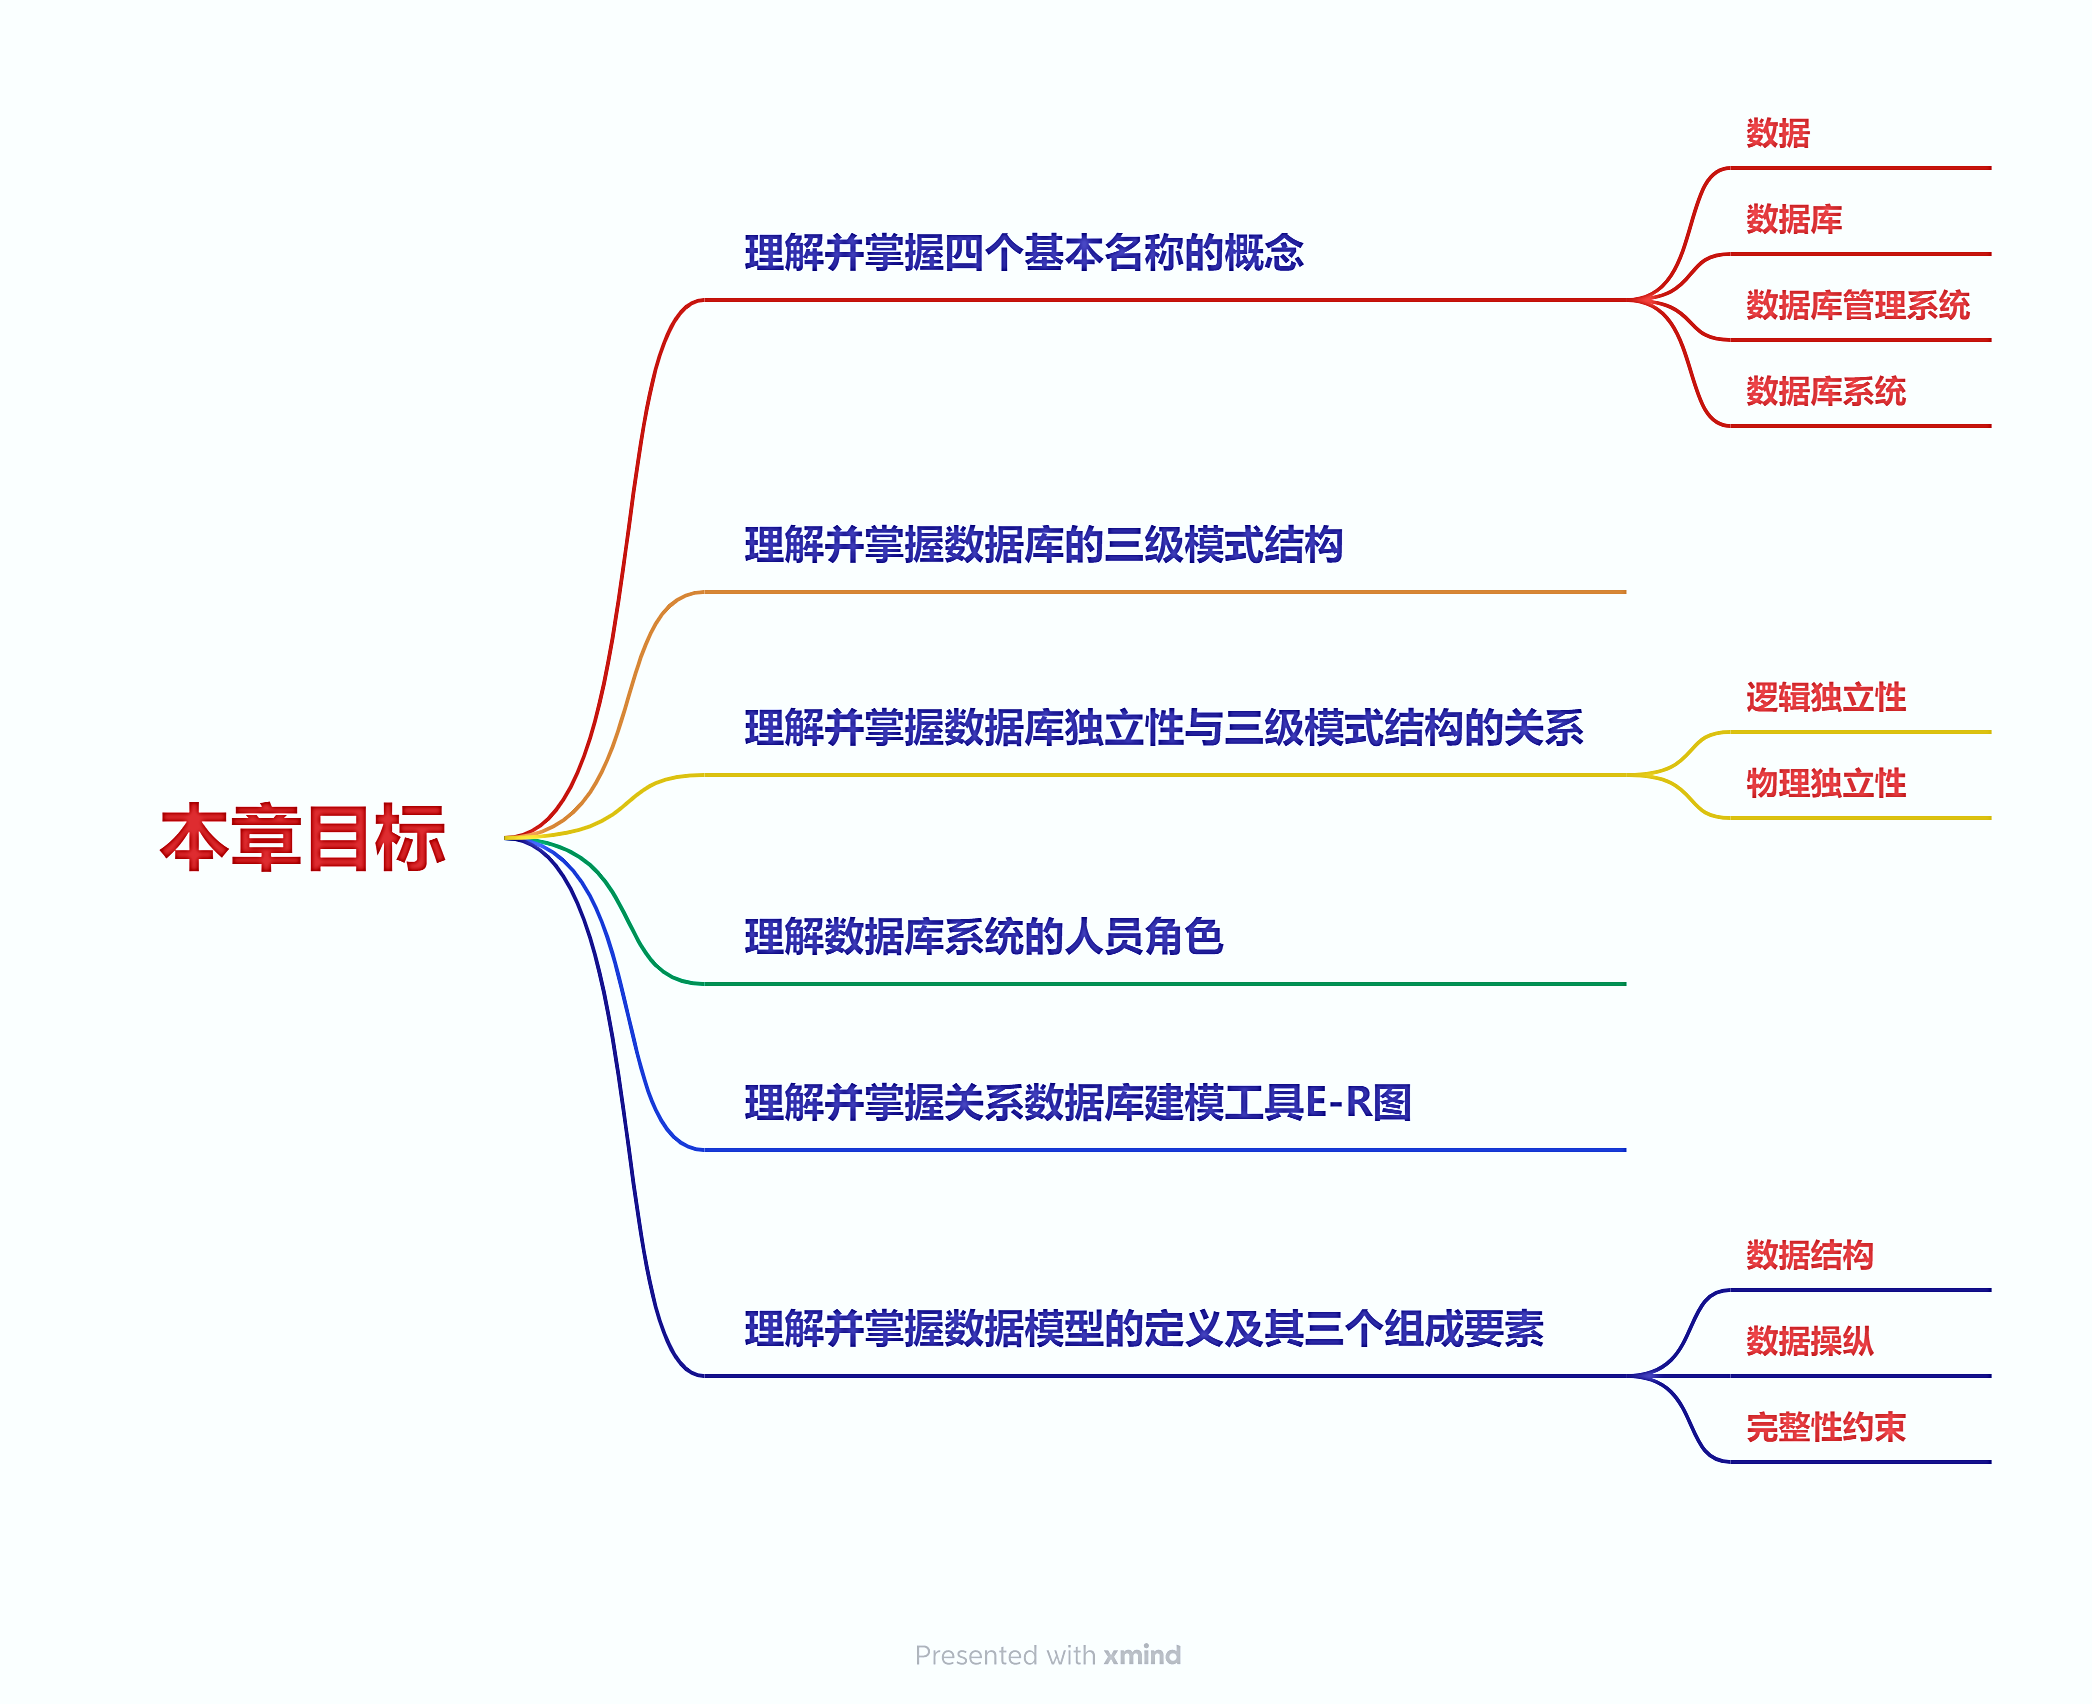 本章目标
理解并掌握四个基本名称的概念
数据
数据库
数据库管理系统
数据库系统
理解并掌握数据库的三级模式结构
理解并掌握数据库独立性与三级模式结构的关系
逻辑独立性
物理独立性
理解数据库系统的人员角色
理解并掌握关系数据库建模工具E-R图
理解并掌握数据模型的定义及其三个组成要素
数据结构
数据操纵
完整性约束
Presented with xmind